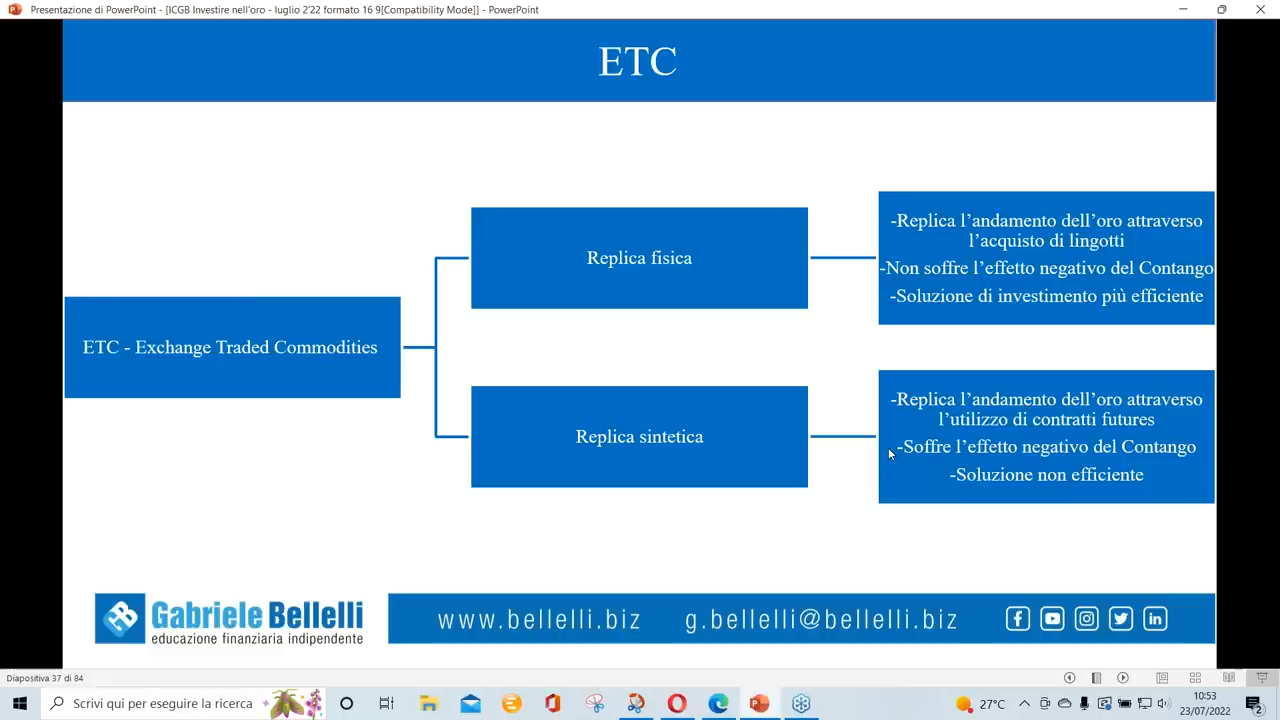 Presentazione di PowerPoint - [ICGB Investire nell'oro - luglio 2'22 formato 16 9[Compatibility Mode]] - PowerPoint
ETC
ETC - Exchange Traded Commodities
Replica fisica
-Replica l’andamento dell’oro attraverso
l’acquisto di lingotti
-Non soffre l’effetto negativo del Contango
-Soluzione di investimento più efficiente
Replica sintetica
-Replica l’andamento dell’oro attraverso
l’utilizzo di contratti futures
-Soffre l’effetto negativo del Contango
-Soluzione non efficiente
Gabriele Bellelli
educazione finanziaria indipendente
www.bellelli.biz g.bellelli@bellelli.biz
Diapositiva 37 di 84
Scrivi qui per eseguire la ricerca
27°C
10:53
23/07/2022
2